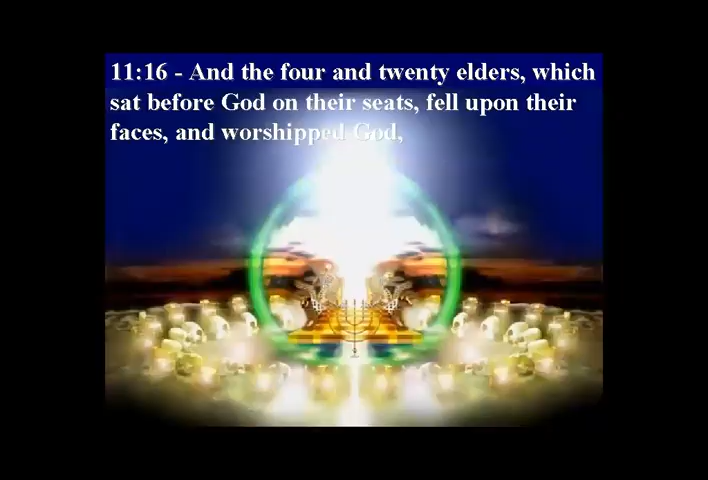 11:16 - And the four and twenty elders, which
sat before God on their seats, fell upon their
faces, and worshipped God,